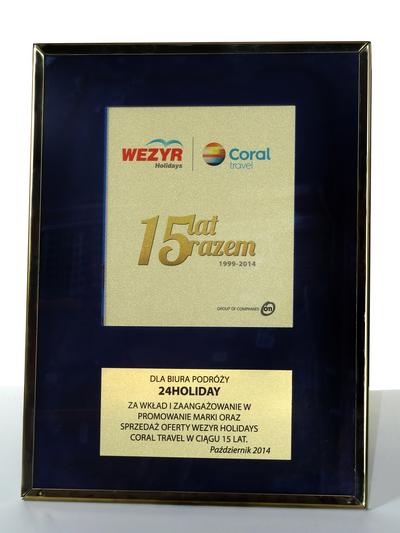 WEZYR
Holidays
Coral
travel
15 lat
razem
1999-2014
GROUP OF COMPANIES on
DLA BIURA PODRÓŻY
24HOLIDAY
ZA WKŁAD I ZAANGAŻOWANIE W
PROMOWANIE MARKI ORAZ
SPRZEDAŻ OFERTY WEZYR HOLIDAYS
CORAL TRAVEL W CIĄGU 15 LAT.
Październik 2014